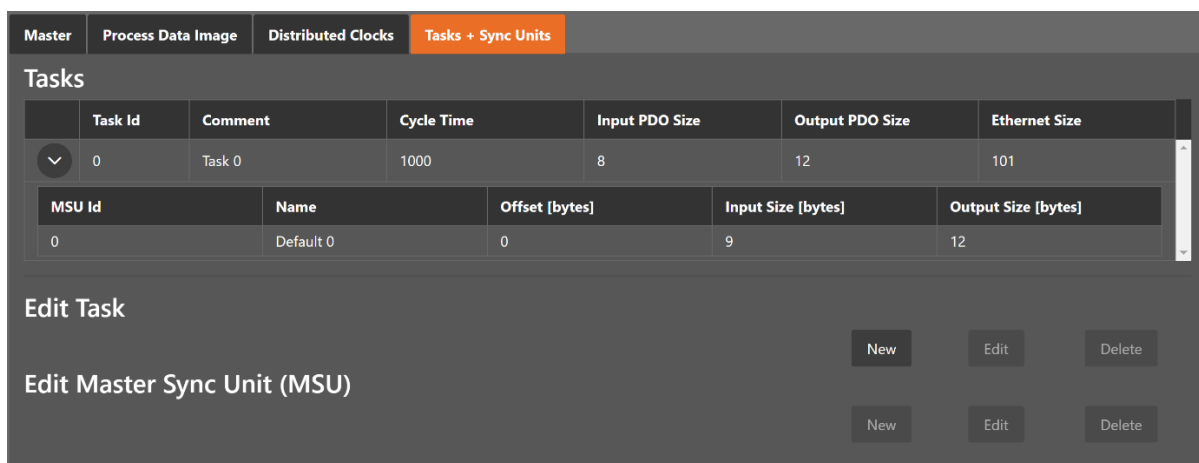 Master Process Data Image Distributed Clocks Tasks + Sync Units
Tasks
Task Id Comment Cycle Time Input PDO Size Output PDO Size Ethernet Size
0 Task 0 1000 8 12 101
MSU Id Name Offset [bytes] Input Size [bytes] Output Size [bytes]
0 Default 0 0 9 12
Edit Task
New Edit Delete
Edit Master Sync Unit (MSU)
New Edit Delete